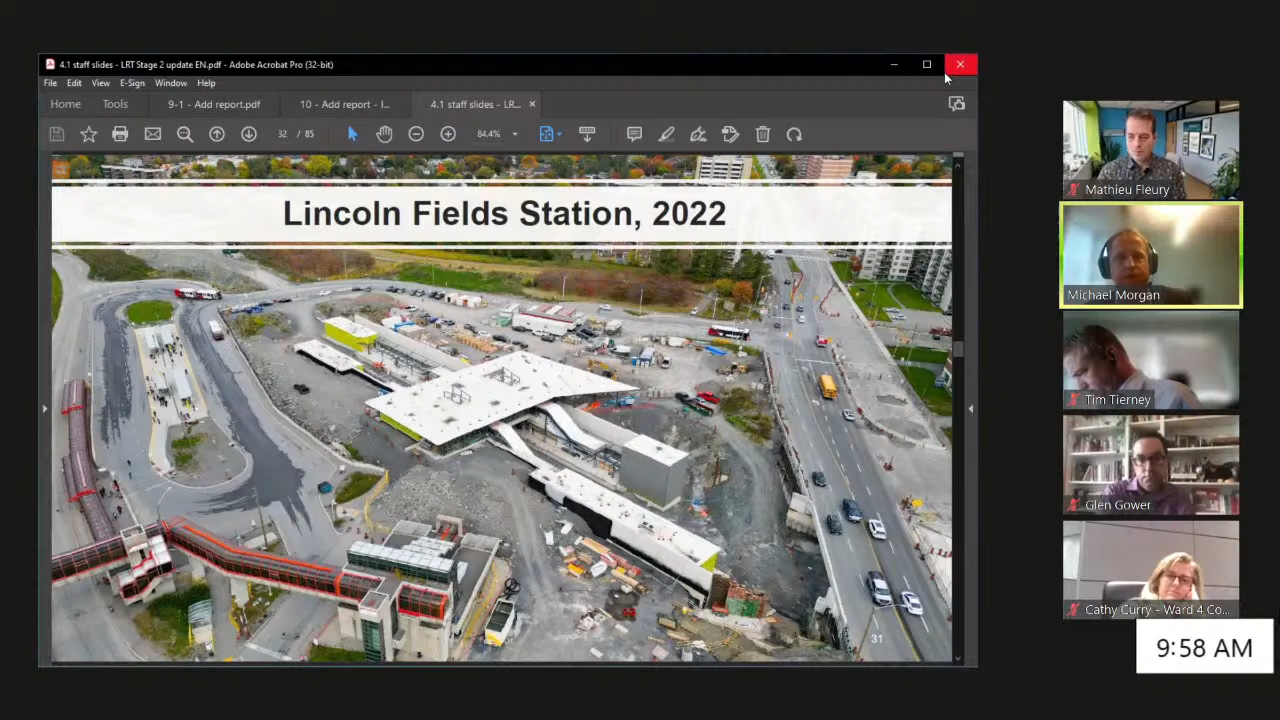 4.1 staff slides - LRT Stage 2 update EN.pdf - Adobe Acrobat Pro (32-bit)
File Edit View E-Sign Window Help
Home Tools 9-1 - Add report.pdf 10 - Add report - I... 4.1 staff slides - LR...
32 / 85 84.4%
Lincoln Fields Station, 2022
31
Mathieu Fleury
Michael Morgan
Tim Tierney
Glen Gower
Cathy Curry - Ward 4 Co...
9:58 AM